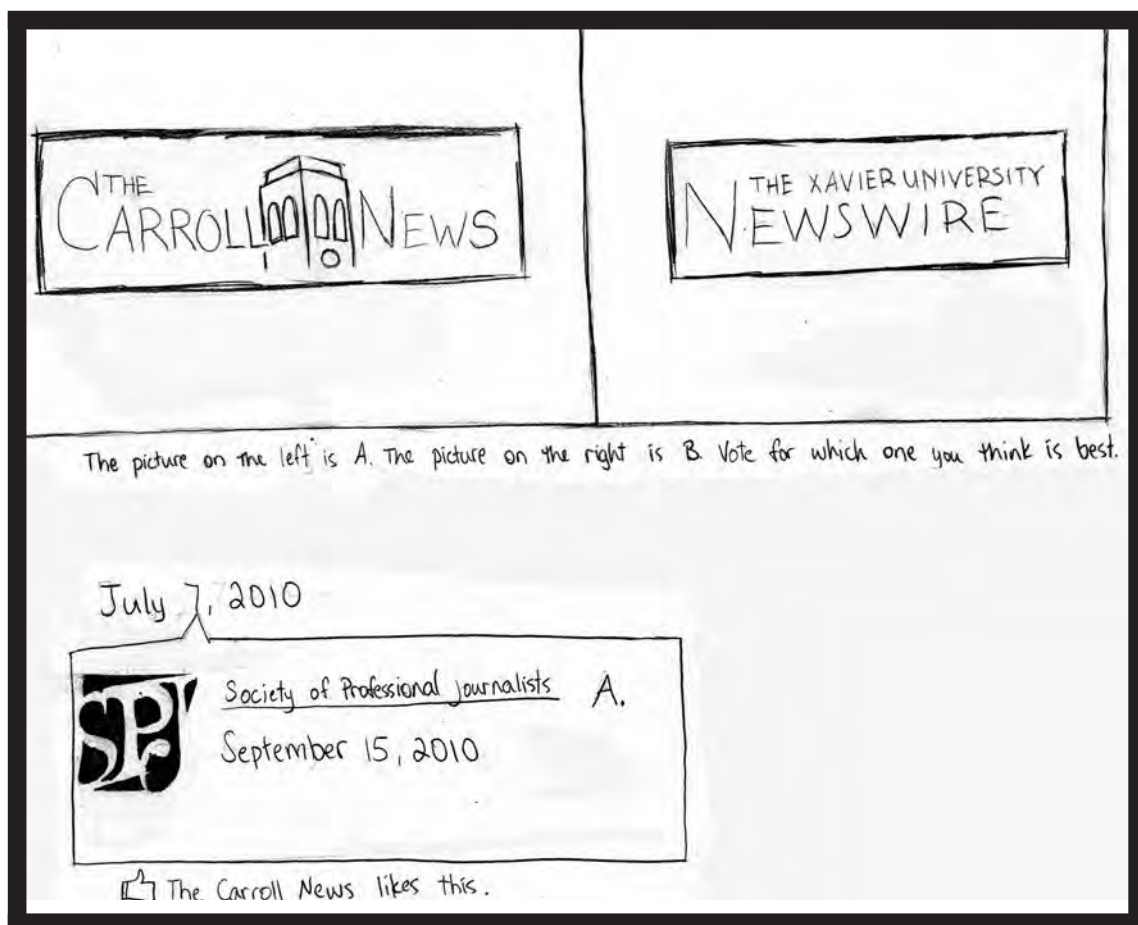 THE
CARROLL NEWS
THE XAVIER UNIVERSITY
NEWSWIRE
The picture on the left is A. The picture on the right is B. Vote for which one you think is best.
July 7, 2010
SPJ
Society of Professional Journalists A.
September 15, 2010
The Carroll News likes this.